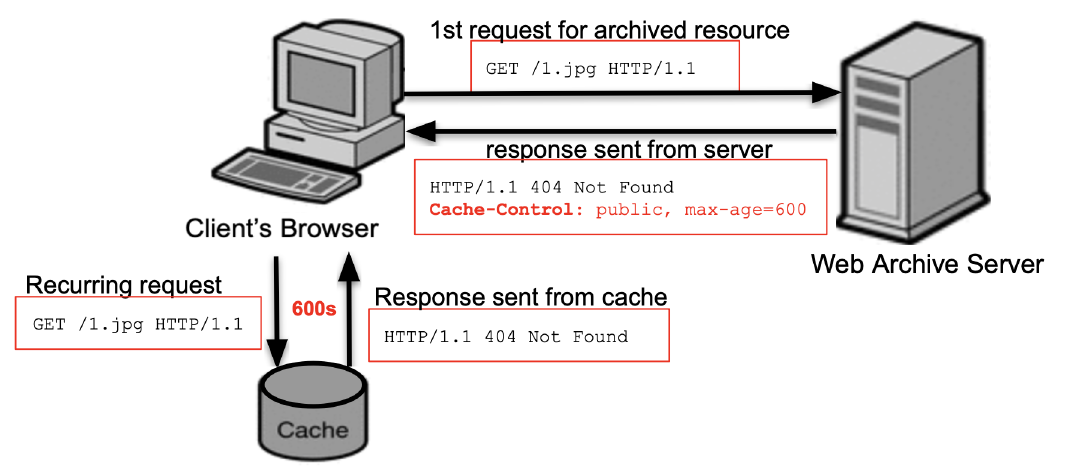 1st request for archived resource
GET /1.jpg HTTP/1.1
response sent from server
HTTP/1.1 404 Not Found
Cache-Control: public, max-age=600
Client's Browser
Web Archive Server
Recurring request
GET /1.jpg HTTP/1.1
600s
Response sent from cache
HTTP/1.1 404 Not Found
Cache